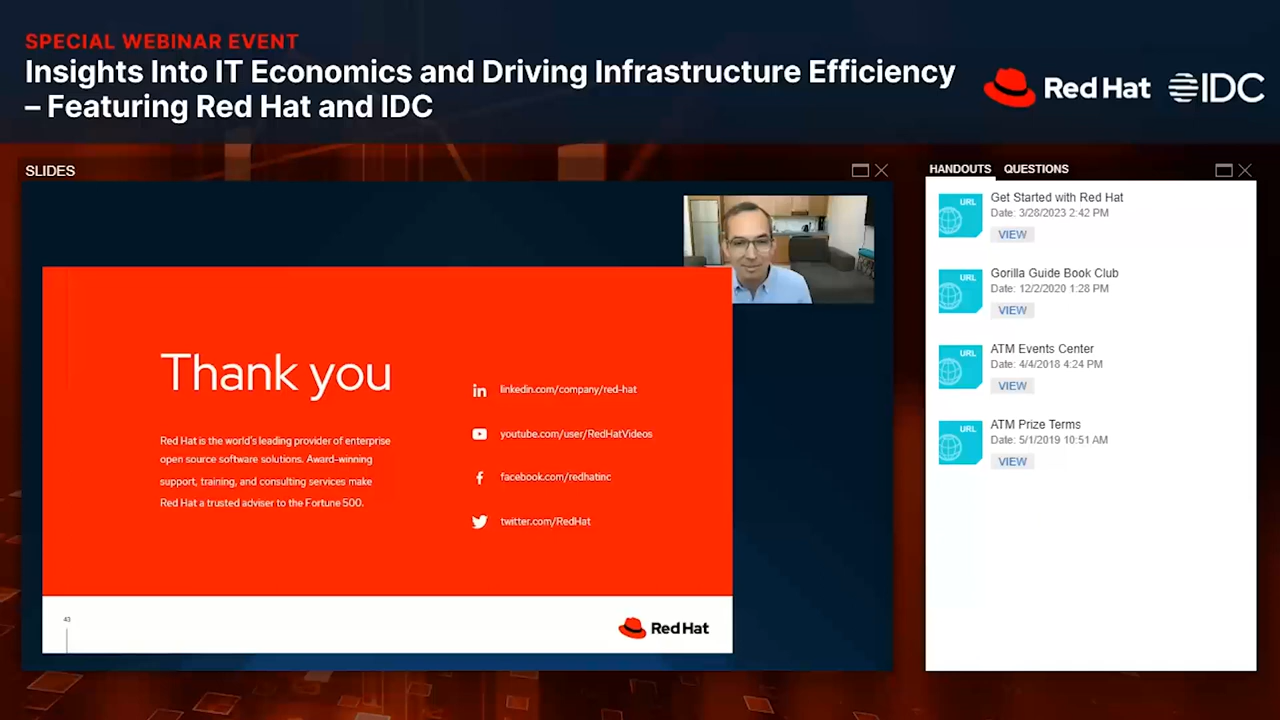 SPECIAL WEBINAR EVENT
Insights Into IT Economics and Driving Infrastructure Efficiency
– Featuring Red Hat and IDC
Red Hat
IDC
SLIDES
Thank you
Red Hat is the world's leading provider of enterprise
open source software solutions. Award-winning
support, training, and consulting services make
Red Hat a trusted adviser to the Fortune 500.
in linkedin.com/company/red-hat
youtube.com/user/RedHatVideos
f facebook.com/redhatinc
twitter.com/RedHat
43
Red Hat
HANDOUTS QUESTIONS
URL
Get Started with Red Hat
Date: 3/28/2023 2:42 PM
VIEW
URL
Gorilla Guide Book Club
Date: 12/2/2020 1:28 PM
VIEW
URL
ATM Events Center
Date: 4/4/2018 4:24 PM
VIEW
URL
ATM Prize Terms
Date: 5/1/2019 10:51 AM
VIEW